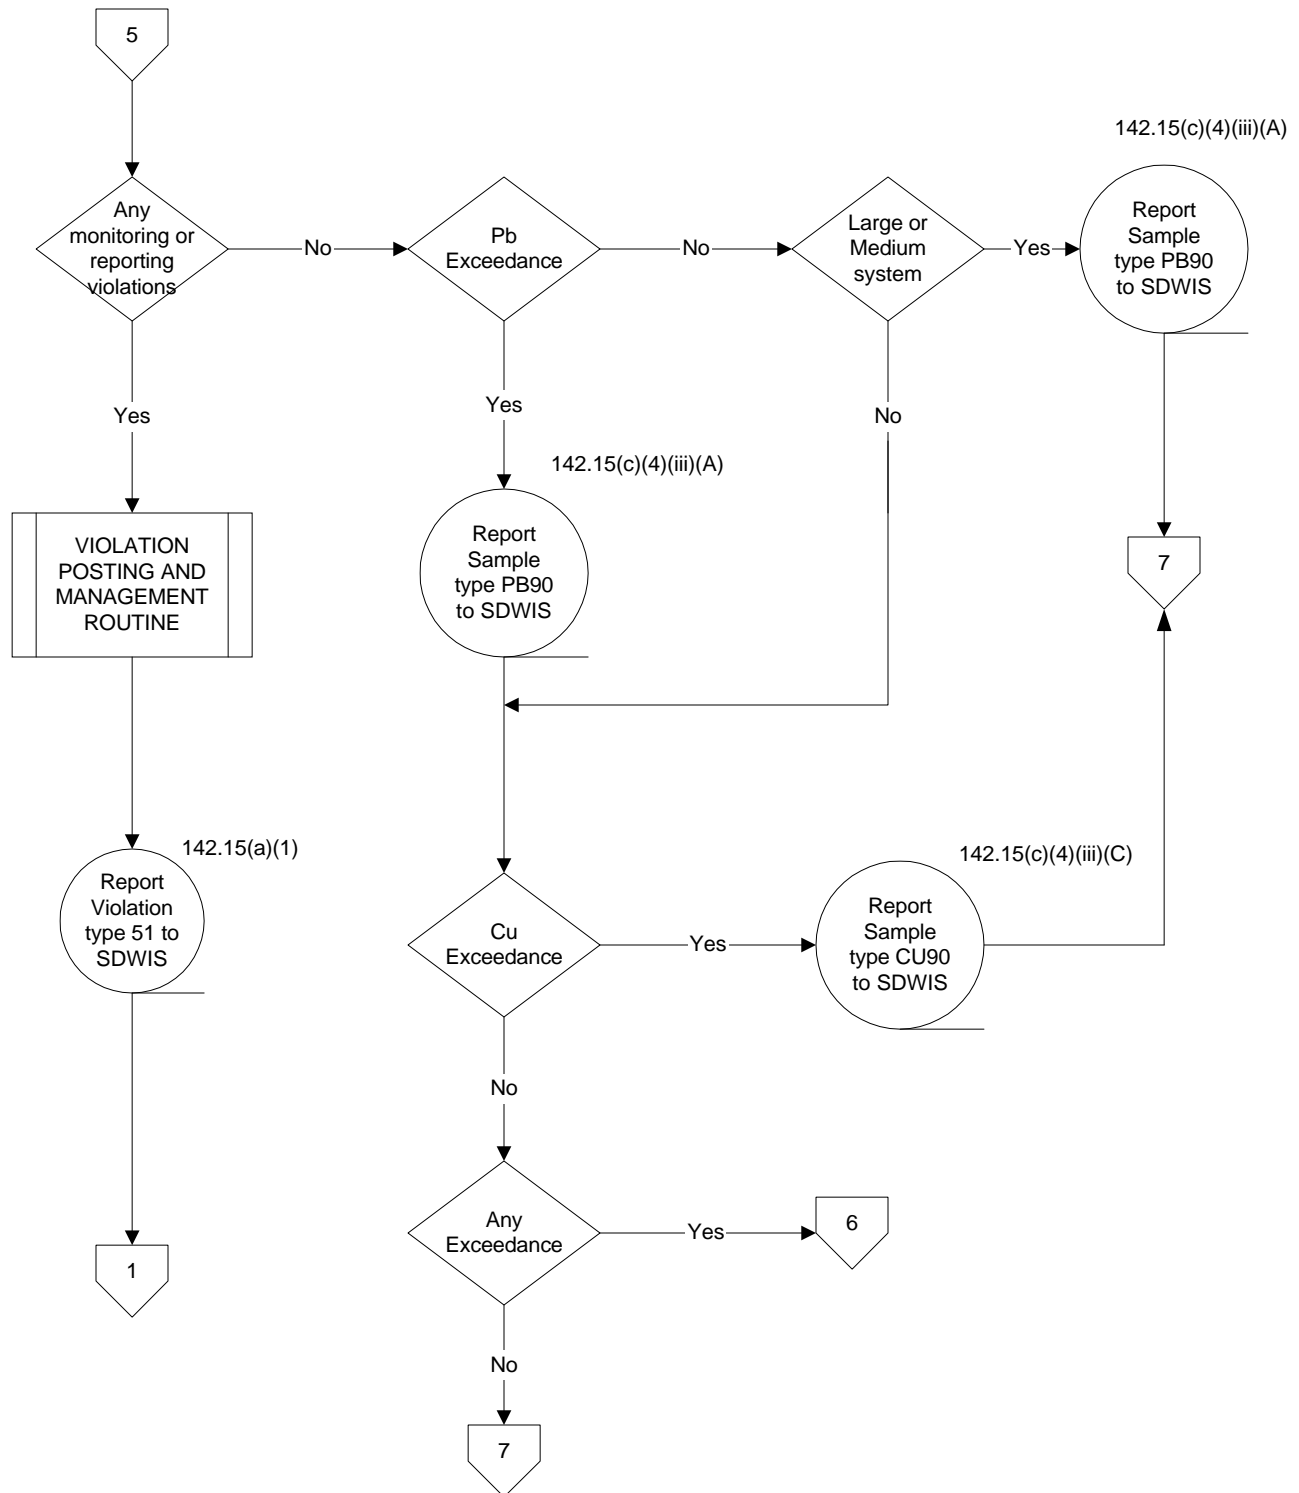 5
142.15(c)(4)(iii)(A)
Any
monitoring or
reporting
violations
No
Pb
Exceedance
No
Large or
Medium
system
Yes
Report
Sample
type PB90
to SDWIS
Yes
Yes
No
142.15(c)(4)(iii)(A)
VIOLATION
POSTING AND
MANAGEMENT
ROUTINE
Report
Sample
type PB90
to SDWIS
7
142.15(a)(1)
Report
Violation
type 51 to
SDWIS
142.15(c)(4)(iii)(C)
Cu
Exceedance
Yes
Report
Sample
type CU90
to SDWIS
No
Any
Exceedance
Yes
6
1
No
7